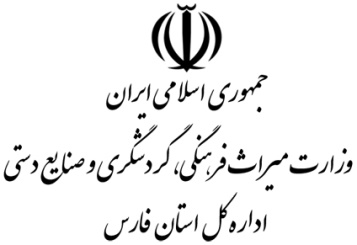 جمهوری اسلامی ایران
وزارت میراث فرهنگی، گردشگری و صنایع دستی
اداره کل استان فارس